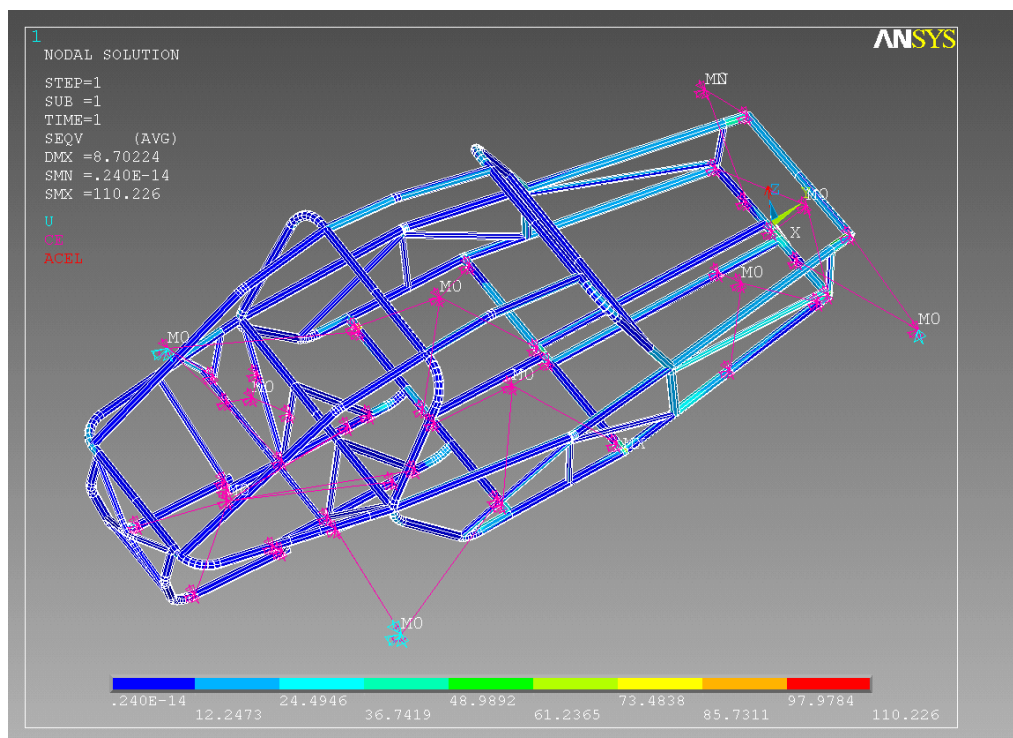 1
ANSYS
NODAL SOLUTION
STEP=1
SUB =1
TIME=1
SEQV (AVG)
DMX =8.70224
SMN =.240E-14
SMX =110.226
U
CE
ACEL
MN
Z
MO
X
MO
MO
MO
MO
MO
MO
MO
MO
.240E-14 24.4946 48.9892 73.4838 97.9784
12.2473 36.7419 61.2365 85.7311 110.226